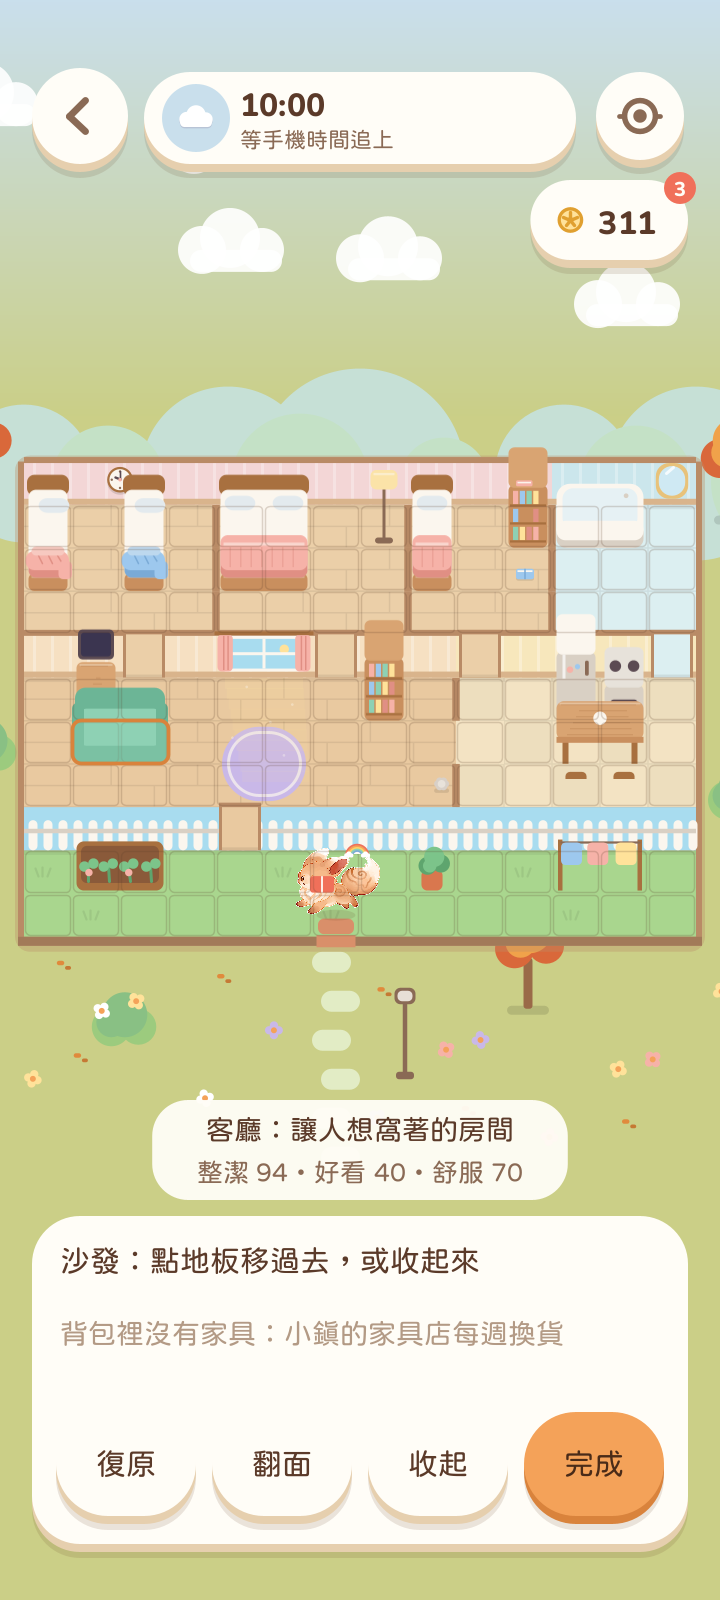 10:00
等手機時間追上
3
311
客廳：讓人想窩著的房間
整潔 94・好看 40・舒服 70
沙發：點地板移過去，或收起來
背包裡沒有家具：小鎮的家具店每週換貨
復原
翻面
收起
完成